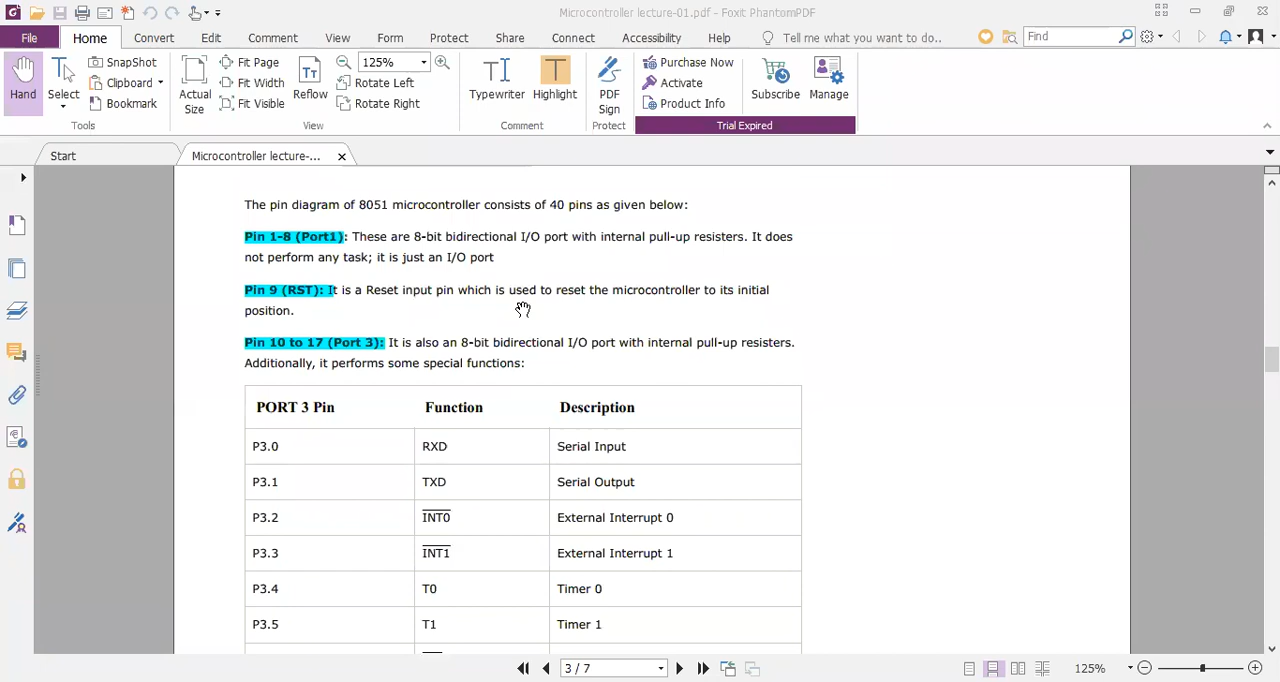 Microcontroller lecture-01.pdf - Foxit PhantomPDF
File Home Convert Edit Comment View Form Protect Share Connect Accessibility Help Tell me what you want to do.. Find
Hand
Select
SnapShot
Clipboard
Bookmark
Tools
Actual
Size
Fit Page
Fit Width
Fit Visible
Reflow
125%
Rotate Left
Rotate Right
View
Typewriter
Highlight
Comment
PDF
Sign
Protect
Purchase Now
Activate
Product Info
Subscribe
Manage
Trial Expired
Start Microcontroller lecture-...
The pin diagram of 8051 microcontroller consists of 40 pins as given below:
Pin 1-8 (Port1): These are 8-bit bidirectional I/O port with internal pull-up resisters. It does
not perform any task; it is just an I/O port
Pin 9 (RST): It is a Reset input pin which is used to reset the microcontroller to its initial
position.
Pin 10 to 17 (Port 3): It is also an 8-bit bidirectional I/O port with internal pull-up resisters.
Additionally, it performs some special functions:
PORT 3 Pin Function Description
P3.0 RXD Serial Input
P3.1 TXD Serial Output
P3.2 INT0 External Interrupt 0
P3.3 INT1 External Interrupt 1
P3.4 T0 Timer 0
P3.5 T1 Timer 1
3 / 7
125%